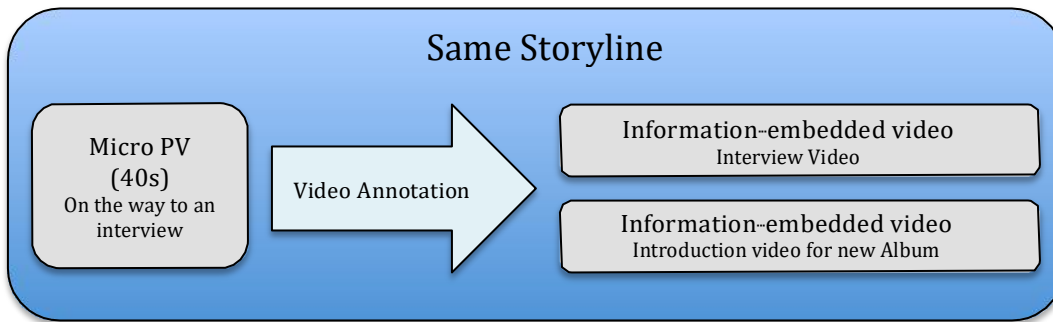 Same Storyline
Micro PV
(40s)
On the way to an
interview
Video Annotation
Information-embedded video
Interview Video
Information-embedded video
Introduction video for new Album